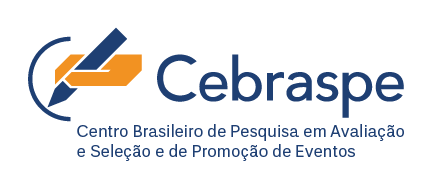 Cebraspe
Centro Brasileiro de Pesquisa em Avaliação
e Seleção e de Promoção de Eventos